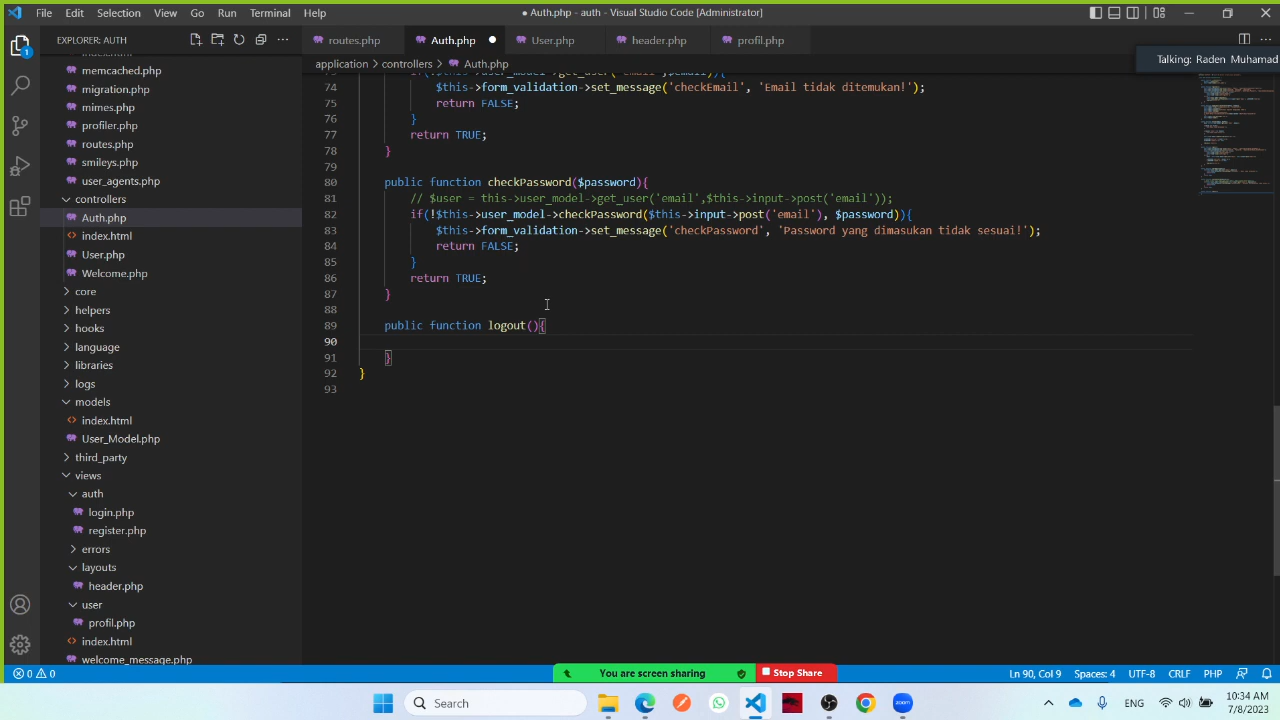 File Edit Selection View Go Run Terminal Help
● Auth.php - auth - Visual Studio Code [Administrator]
EXPLORER: AUTH
routes.php
Auth.php
User.php
header.php
profil.php
application > controllers > Auth.php
Talking: Raden Muhamad
memcached.php
migration.php
mimes.php
profiler.php
routes.php
smileys.php
user_agents.php
controllers
Auth.php
index.html
User.php
Welcome.php
core
helpers
hooks
language
libraries
logs
models
index.html
User_Model.php
third_party
views
auth
login.php
register.php
errors
layouts
header.php
user
profil.php
index.html
welcome_message.php
74 $this->form_validation->set_message('checkEmail', 'Email tidak ditemukan!');
75 return FALSE;
76 }
77 return TRUE;
78 }
79
80 public function checkPassword($password){
81 // $user = this->user_model->get_user('email',$this->input->post('email'));
82 if(!$this->user_model->checkPassword($this->input->post('email'), $password)){
83 $this->form_validation->set_message('checkPassword', 'Password yang dimasukan tidak sesuai!');
84 return FALSE;
85 }
86 return TRUE;
87 }
88
89 public function logout(){
90
91 }
92 }
93
0 0
You are screen sharing
Stop Share
Ln 90, Col 9
Spaces: 4
UTF-8
CRLF
PHP
Search
zoom
ENG
10:34 AM
7/8/2023